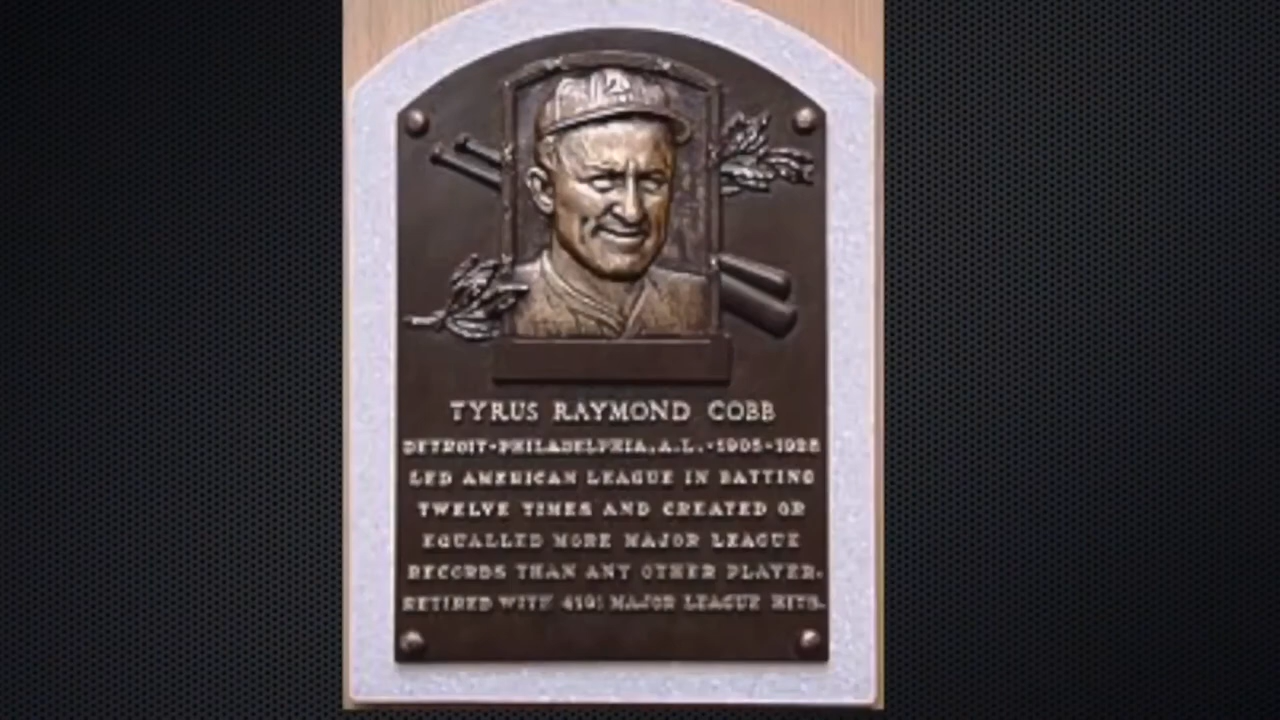 TYRUS RAYMOND COBB
DETROIT-PHILADELPHIA, A.L.-1905-1928
LED AMERICAN LEAGUE IN BATTING
TWELVE TIMES AND CREATED OR
EQUALLED MORE MAJOR LEAGUE
RECORDS THAN ANY OTHER PLAYER.
RETIRED WITH 4191 MAJOR LEAGUE HITS.